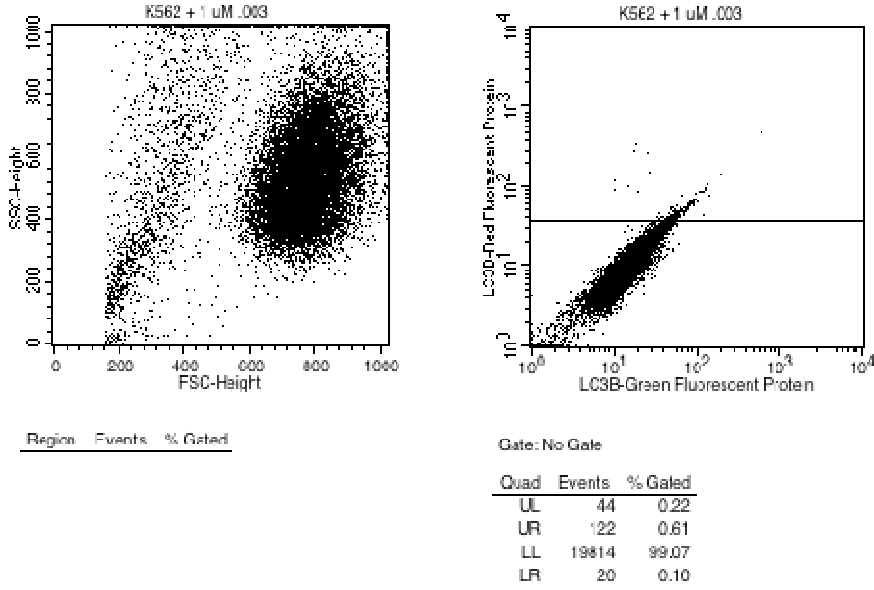 K562 + 1 uM .003
1000
800
600
400
200
0
SSC-Height
0 200 400 600 800 1000
FSC-Height
K562 + 1 uM .003
10^4
10^3
10^2
10^1
10^0
LC3B-Red Fluorescent Protein
10^0 10^1 10^2 10^3 10^4
LC3B-Green Fluorescent Protein
Region Events % Gated
Gate: No Gate
Quad Events % Gated
UL 44 0.22
UR 122 0.61
LL 19814 99.07
LR 20 0.10